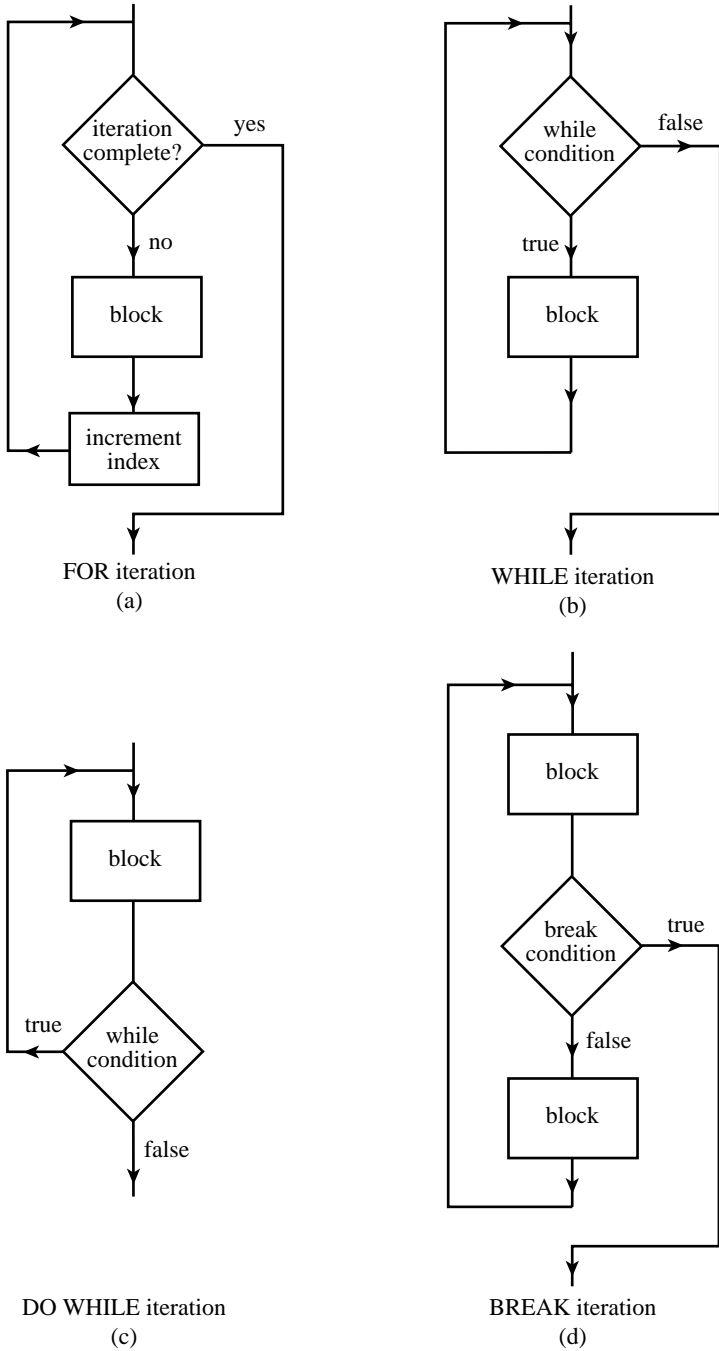 iteration
complete?
yes
no
block
increment
index
FOR iteration
(a)
while
condition
false
true
block
WHILE iteration
(b)
block
true
while
condition
false
DO WHILE iteration
(c)
block
break
condition
true
false
block
BREAK iteration
(d)